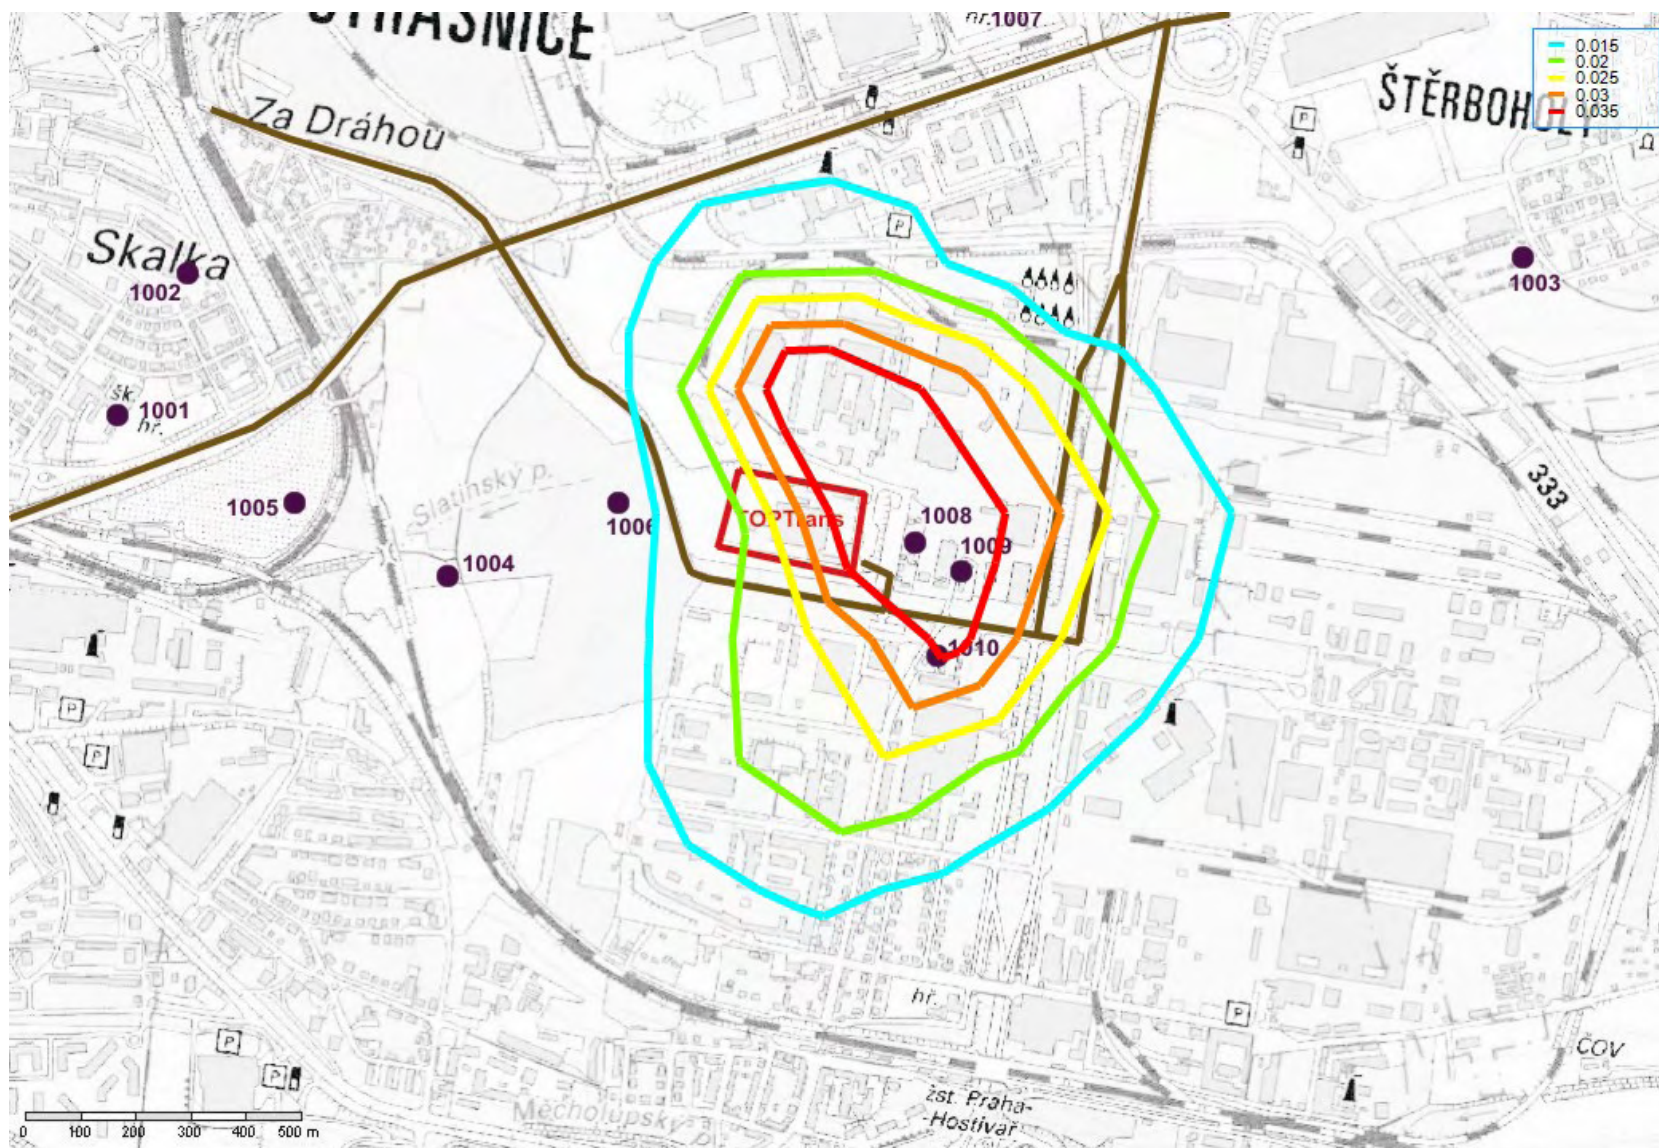 STRAŠNICE
hř.1007
0.015
0.02
0.025
0.03
0.035
ŠTĚRBOHOLY
Za Dráhou
P
P
Skalka
1002
1003
šk.
1001
hř.
Slatinský p.
1005
1006
TOPTrans
1008
1009
333
1004
1010
P
P
hř.
P
P
P
ČOV
žst. Praha-
-Hostivař
Měcholupský p.
0 100 200 300 400 500 m